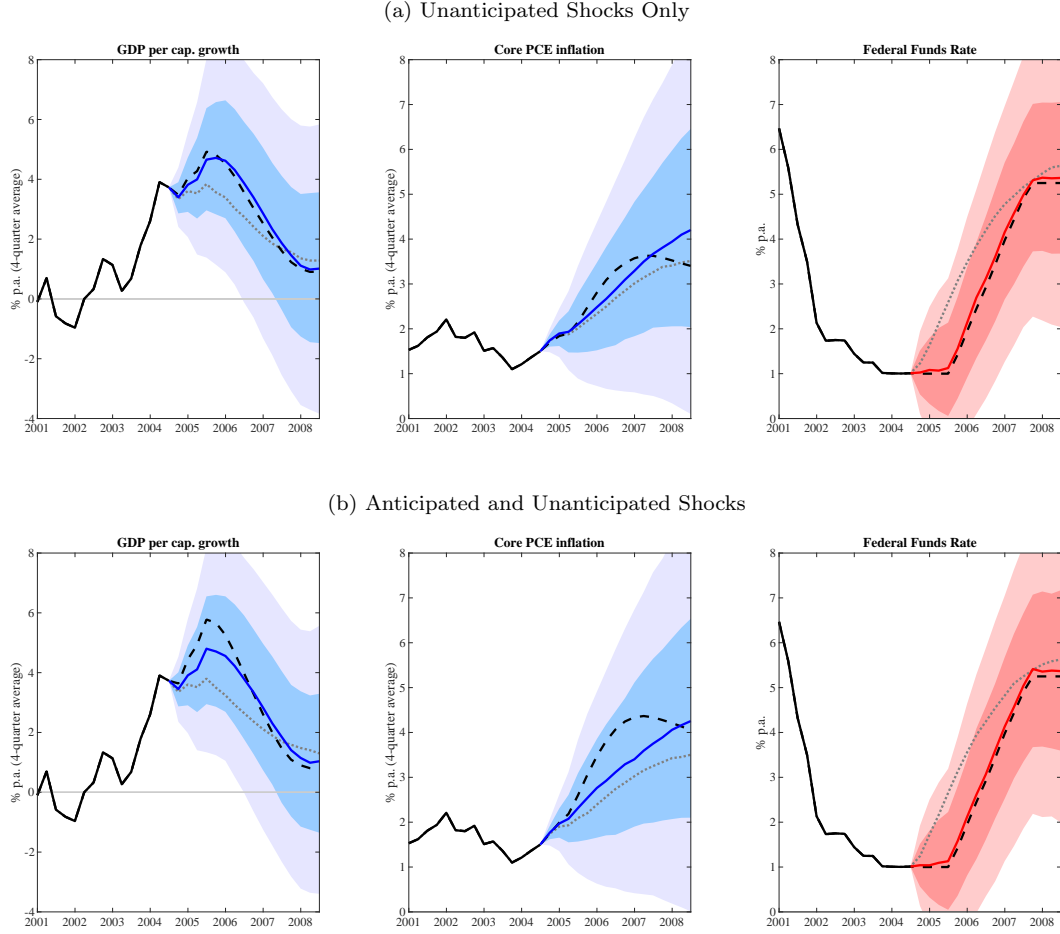 (a) Unanticipated Shocks Only
GDP per cap. growth
Core PCE inflation
Federal Funds Rate
% p.a. (4-quarter average)
8
6
4
2
0
-2
-4
2001 2002 2003 2004 2005 2006 2007 2008
% p.a. (4-quarter average)
8
7
6
5
4
3
2
1
0
2001 2002 2003 2004 2005 2006 2007 2008
% p.a.
8
7
6
5
4
3
2
1
0
2001 2002 2003 2004 2005 2006 2007 2008
(b) Anticipated and Unanticipated Shocks
GDP per cap. growth
Core PCE inflation
Federal Funds Rate
% p.a. (4-quarter average)
8
6
4
2
0
-2
-4
2001 2002 2003 2004 2005 2006 2007 2008
% p.a. (4-quarter average)
8
7
6
5
4
3
2
1
0
2001 2002 2003 2004 2005 2006 2007 2008
% p.a.
8
7
6
5
4
3
2
1
0
2001 2002 2003 2004 2005 2006 2007 2008